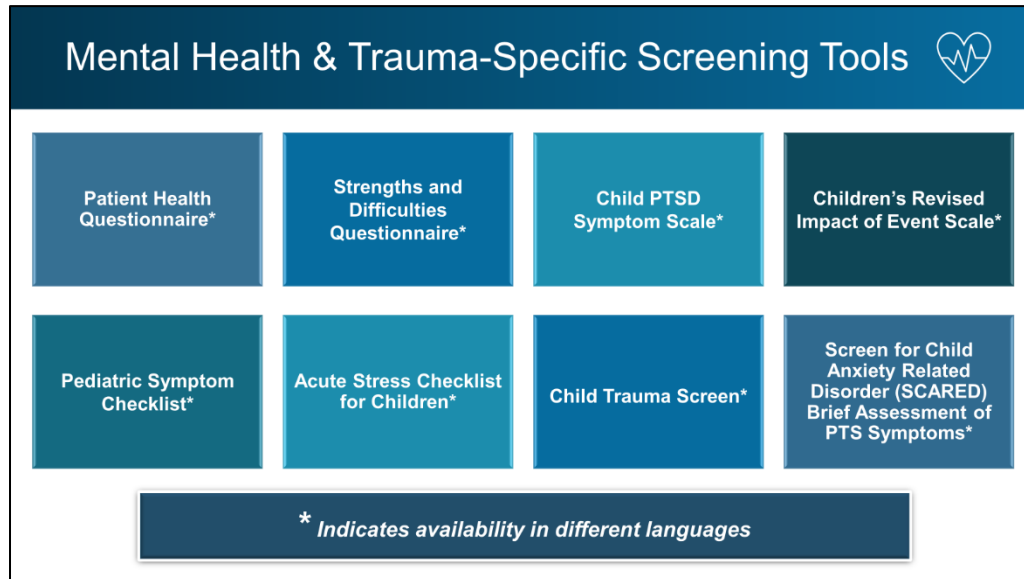 Mental Health & Trauma-Specific Screening Tools
Patient Health
Questionnaire*
Strengths and
Difficulties
Questionnaire*
Child PTSD
Symptom Scale*
Children’s Revised
Impact of Event Scale*
Pediatric Symptom
Checklist*
Acute Stress Checklist
for Children*
Child Trauma Screen*
Screen for Child
Anxiety Related
Disorder (SCARED)
Brief Assessment of
PTS Symptoms*
* Indicates availability in different languages